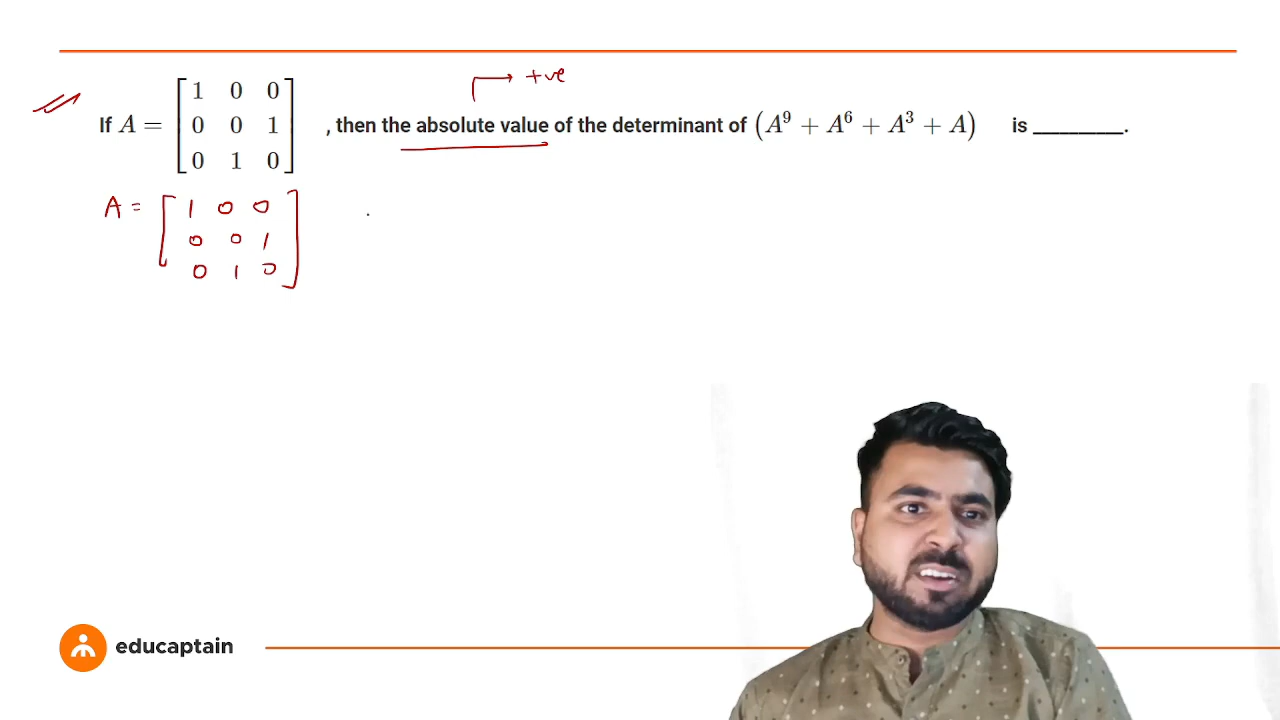 +ve
If A = [ 1 0 0
0 0 1
0 1 0 ] , then the absolute value of the determinant of (A⁹ + A⁶ + A³ + A) is ________.
A = [ 1 0 0
0 0 1
0 1 0 ]
educaptain